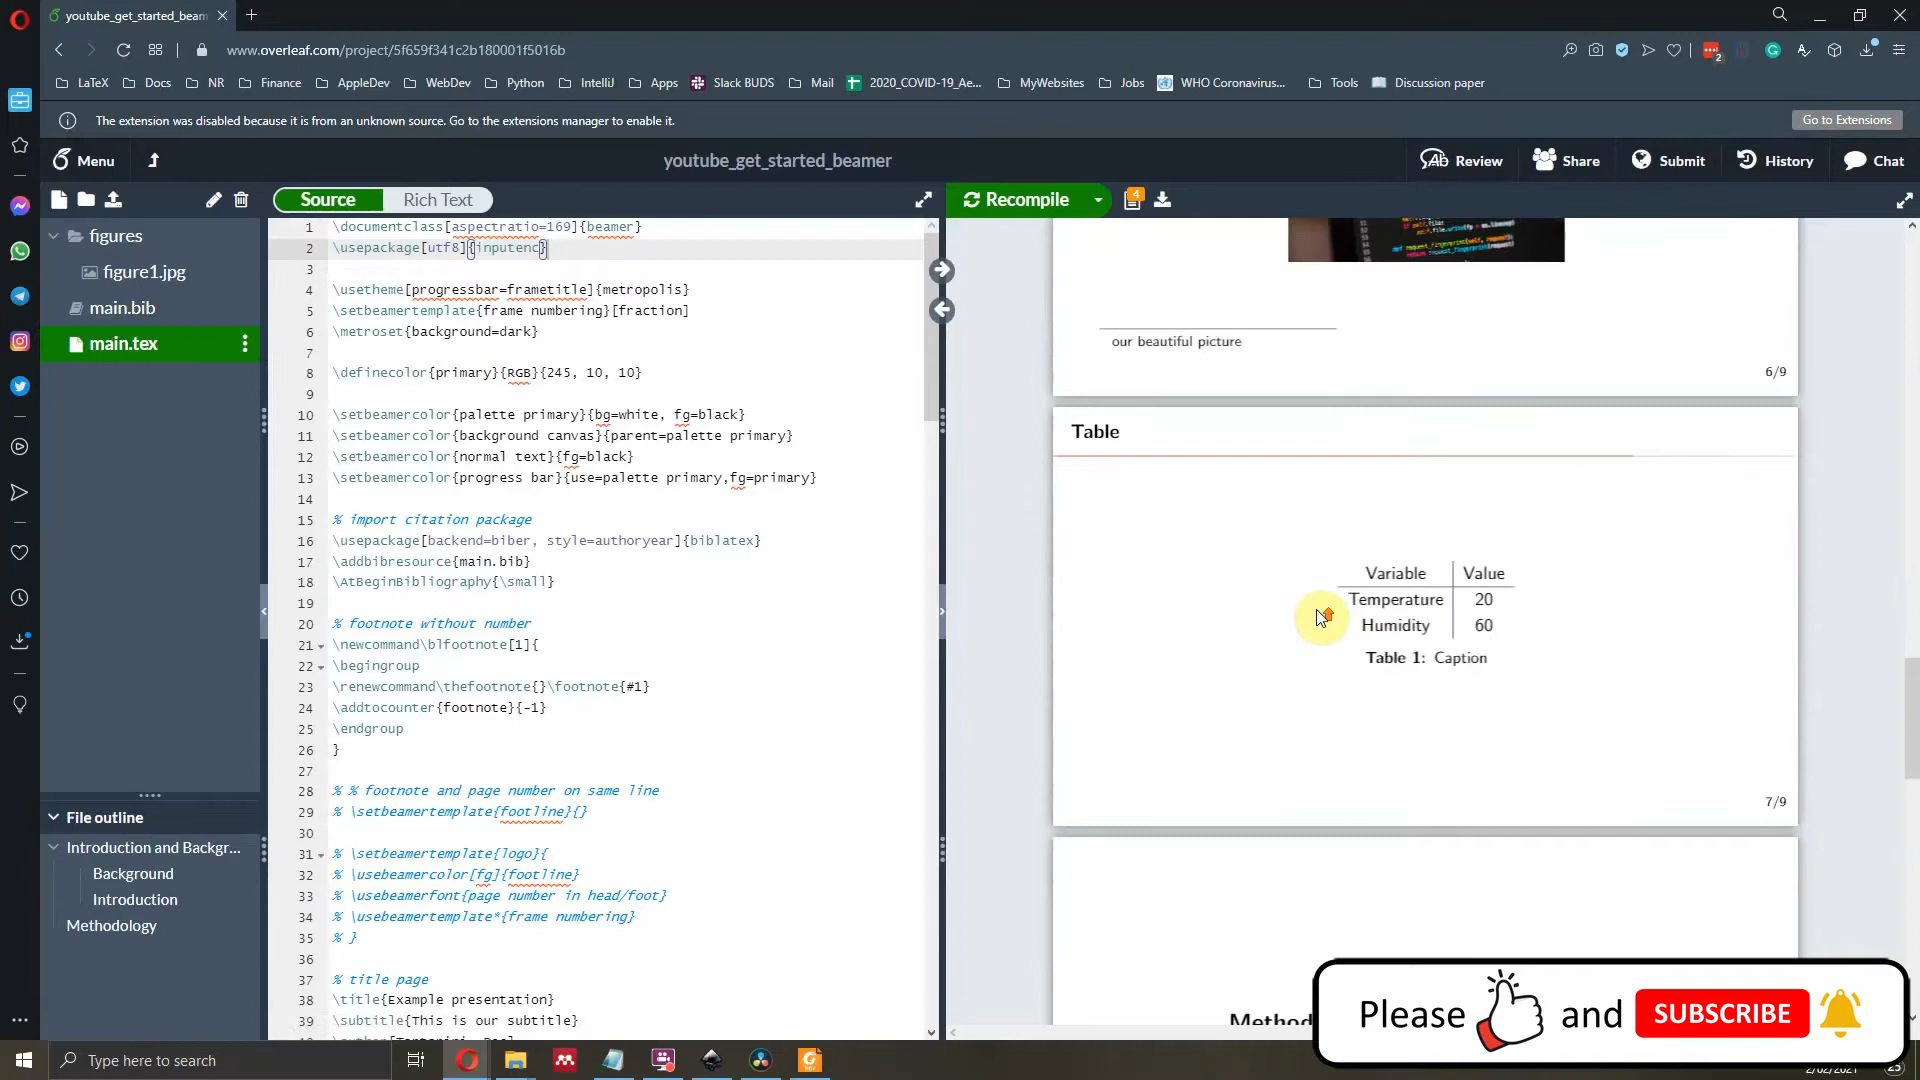 youtube_get_started_beam
www.overleaf.com/project/5f659f341c2b180001f5016b
2
LaTeX Docs NR Finance AppleDev WebDev Python IntelliJ Apps Slack BUDS Mail 2020_COVID-19_Ae... MyWebsites Jobs WHO Coronavirus... Tools Discussion paper
The extension was disabled because it is from an unknown source. Go to the extensions manager to enable it. Go to Extensions
Menu youtube_get_started_beamer Review Share Submit History Chat
Source Rich Text Recompile 4
figures
figure1.jpg
main.bib
main.tex
File outline
Introduction and Backgr...
Background
Introduction
Methodology
1 \documentclass[aspectratio=169]{beamer}
2 \usepackage[utf8]{inputenc}
3
4 \usetheme[progressbar=frametitle]{metropolis}
5 \setbeamertemplate{frame numbering}[fraction]
6 \metroset{background=dark}
7
8 \definecolor{primary}{RGB}{245, 10, 10}
9
10 \setbeamercolor{palette primary}{bg=white, fg=black}
11 \setbeamercolor{background canvas}{parent=palette primary}
12 \setbeamercolor{normal text}{fg=black}
13 \setbeamercolor{progress bar}{use=palette primary,fg=primary}
14
15 % import citation package
16 \usepackage[backend=biber, style=authoryear]{biblatex}
17 \addbibresource{main.bib}
18 \AtBeginBibliography{\small}
19
20 % footnote without number
21 \newcommand\blfootnote[1]{
22 \begingroup
23 \renewcommand\thefootnote{}\footnote{#1}
24 \addtocounter{footnote}{-1}
25 \endgroup
26 }
27
28 % % footnote and page number on same line
29 % \setbeamertemplate{footline}{}
30
31 % \setbeamertemplate{logo}{
32 % \usebeamercolor[fg]{footline}
33 % \usebeamerfont{page number in head/foot}
34 % \usebeamertemplate*{frame numbering}
35 % }
36
37 % title page
38 \title{Example presentation}
39 \subtitle{This is our subtitle}
our beautiful picture
6/9
Table
Variable Value
Temperature 20
Humidity 60
Table 1: Caption
7/9
Please and SUBSCRIBE
Type here to search